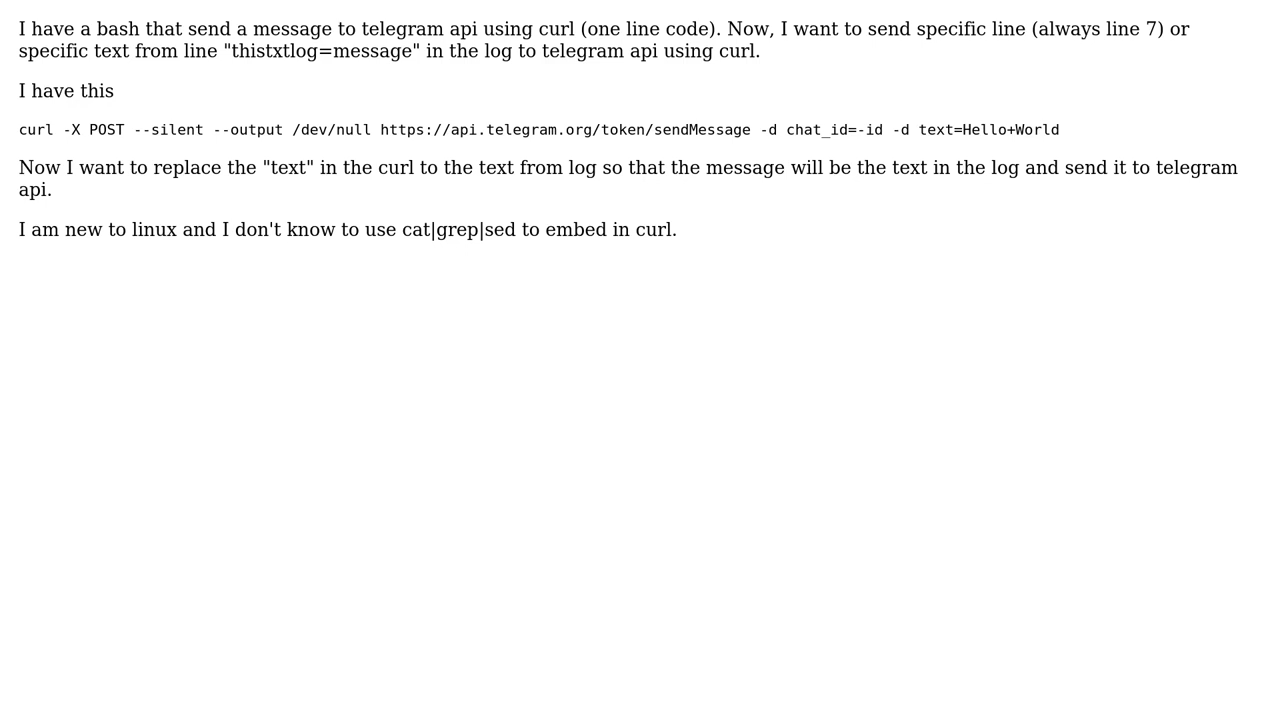 I have a bash that send a message to telegram api using curl (one line code). Now, I want to send specific line (always line 7) or
specific text from line "thistxtlog=message" in the log to telegram api using curl.
I have this
curl -X POST --silent --output /dev/null https://api.telegram.org/token/sendMessage -d chat_id=-id -d text=Hello+World
Now I want to replace the "text" in the curl to the text from log so that the message will be the text in the log and send it to telegram
api.
I am new to linux and I don't know to use cat|grep|sed to embed in curl.